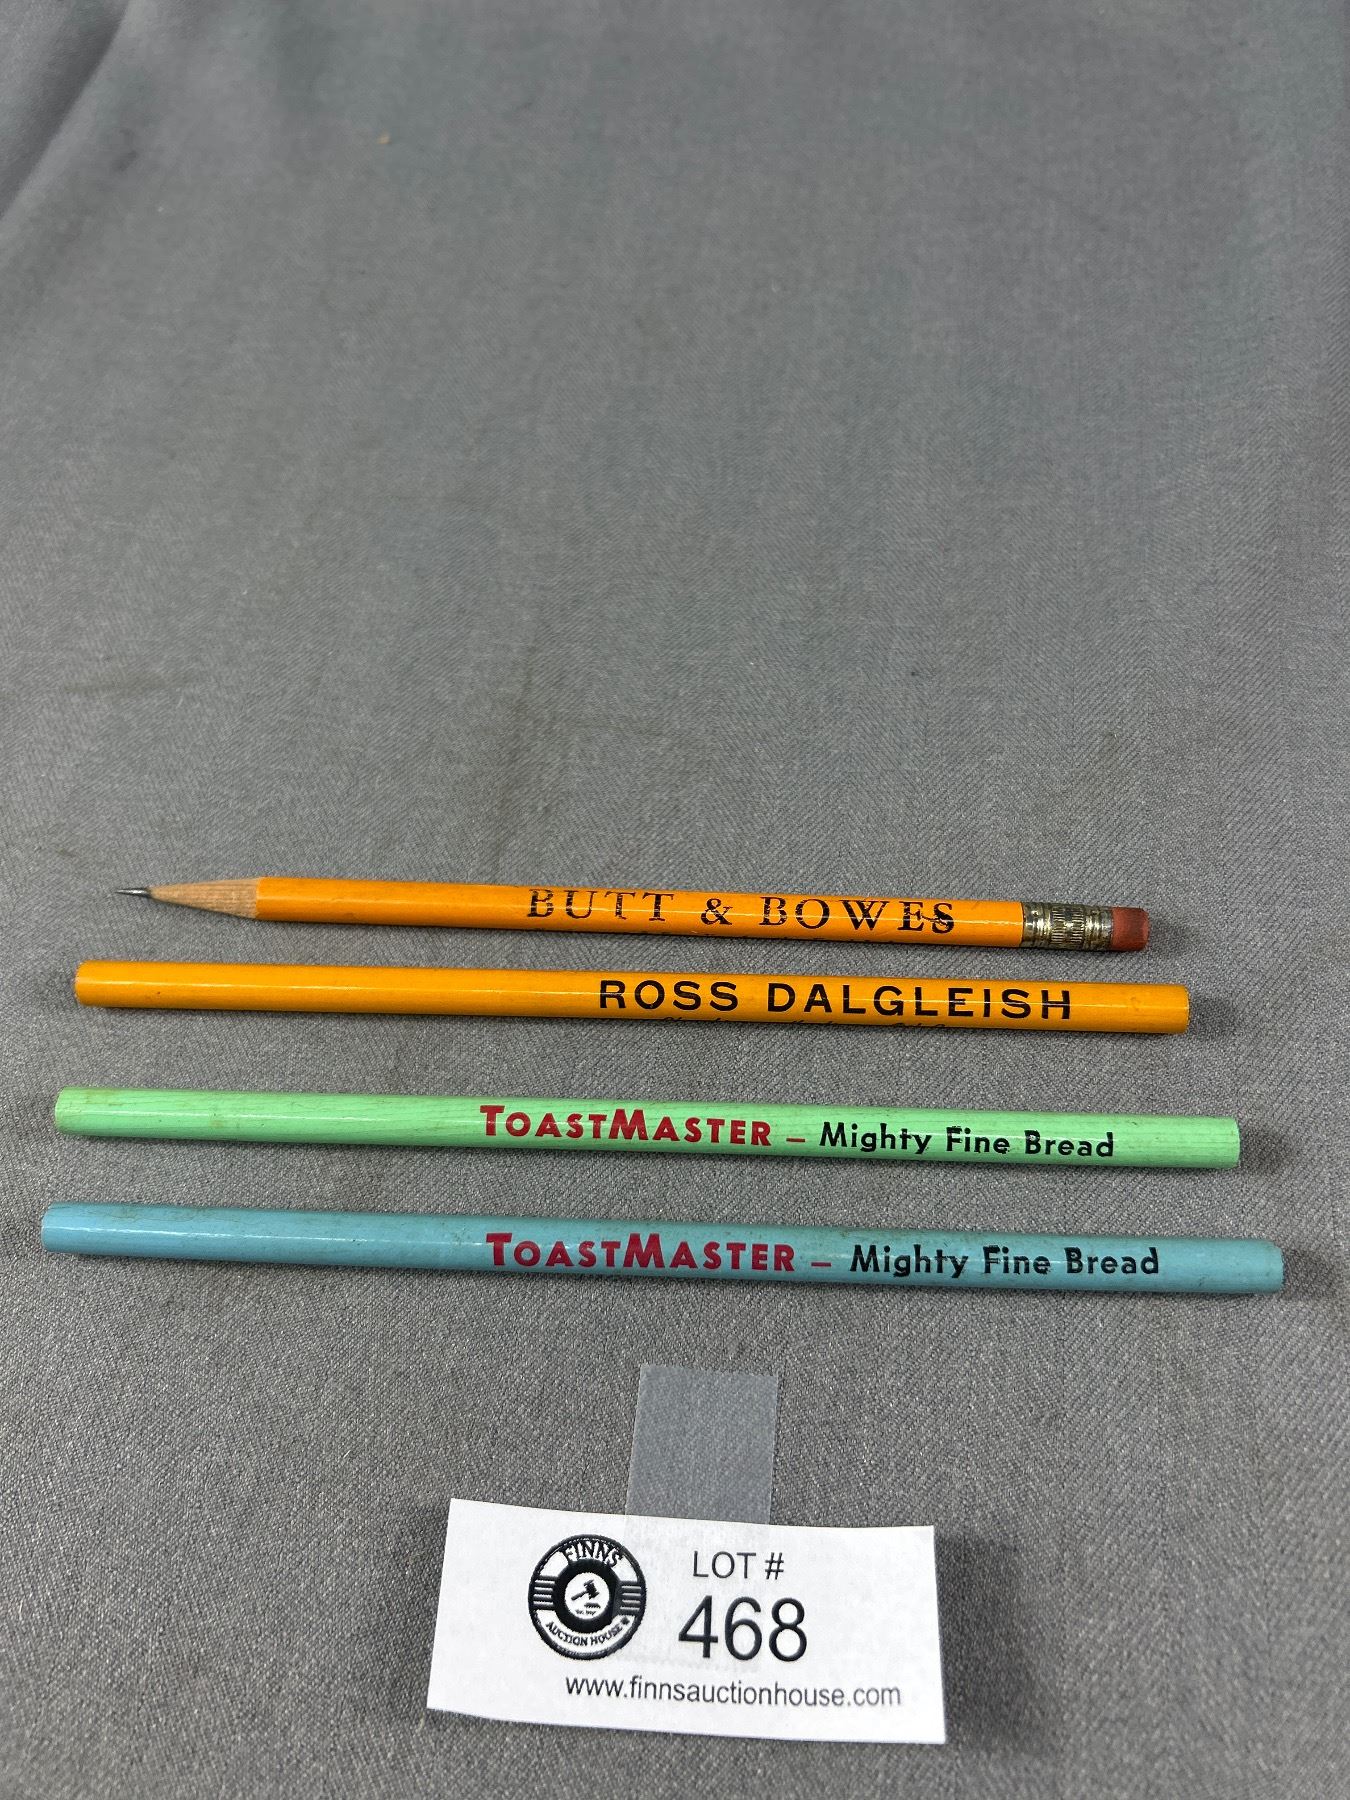 BUTT & BOWES
ROSS DALGLEISH
TOASTMASTER – Mighty Fine Bread
TOASTMASTER – Mighty Fine Bread
FINNS
AUCTION HOUSE
LOT #
468
www.finnsauctionhouse.com